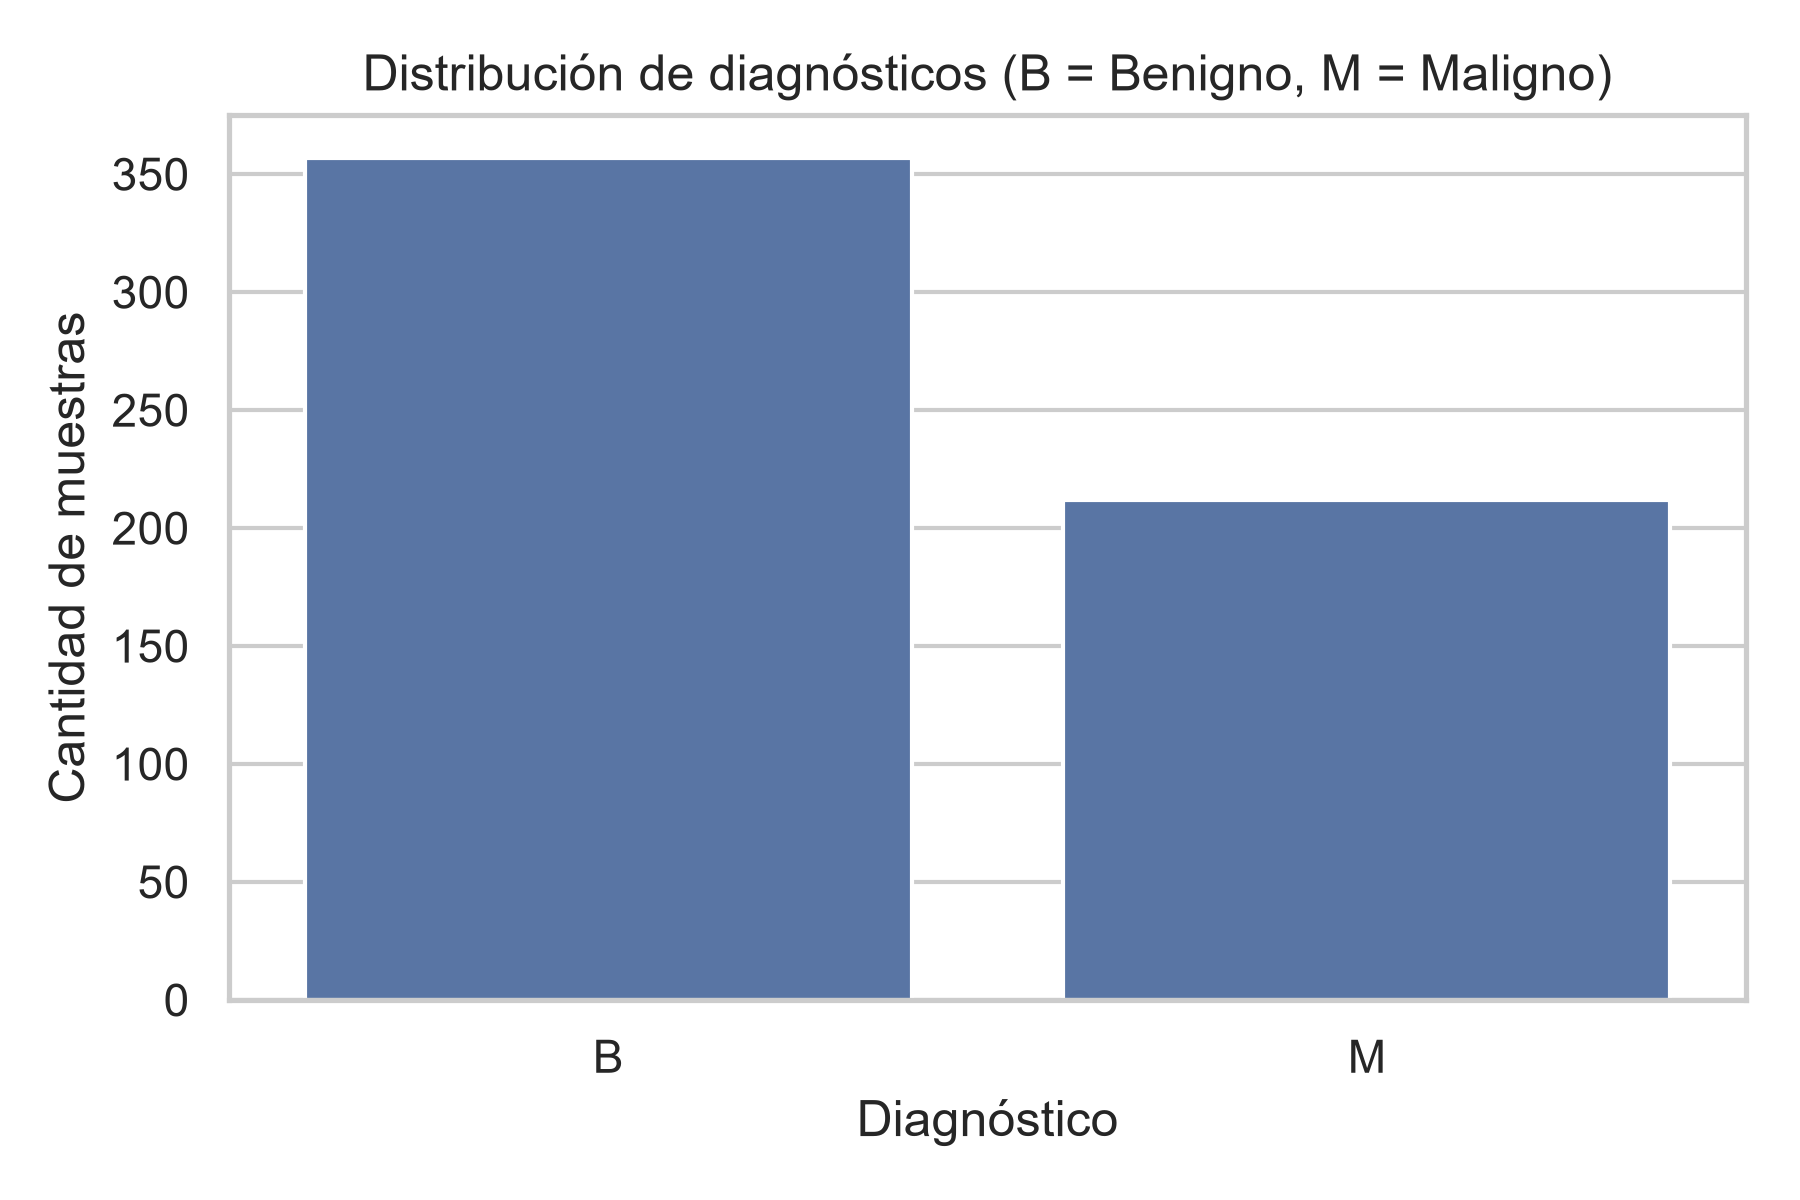 Distribución de diagnósticos (B = Benigno, M = Maligno)
Cantidad de muestras
350
300
250
200
150
100
50
0
B
M
Diagnóstico